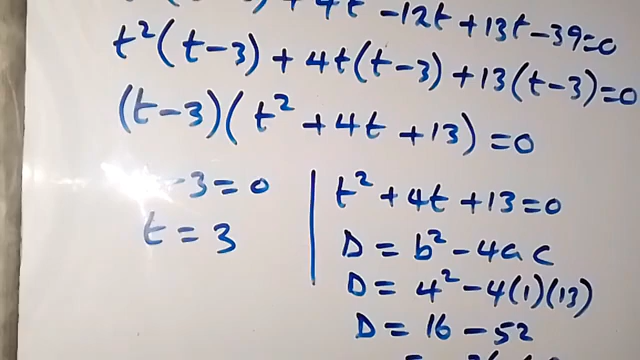 + 4t - 12t + 13t - 39 = 0
t² (t - 3) + 4t (t - 3) + 13 (t - 3) = 0
(t - 3) (t² + 4t + 13) = 0
- 3 = 0
t = 3
t² + 4t + 13 = 0
D = b² - 4ac
D = 4² - 4(1)(13)
D = 16 - 52